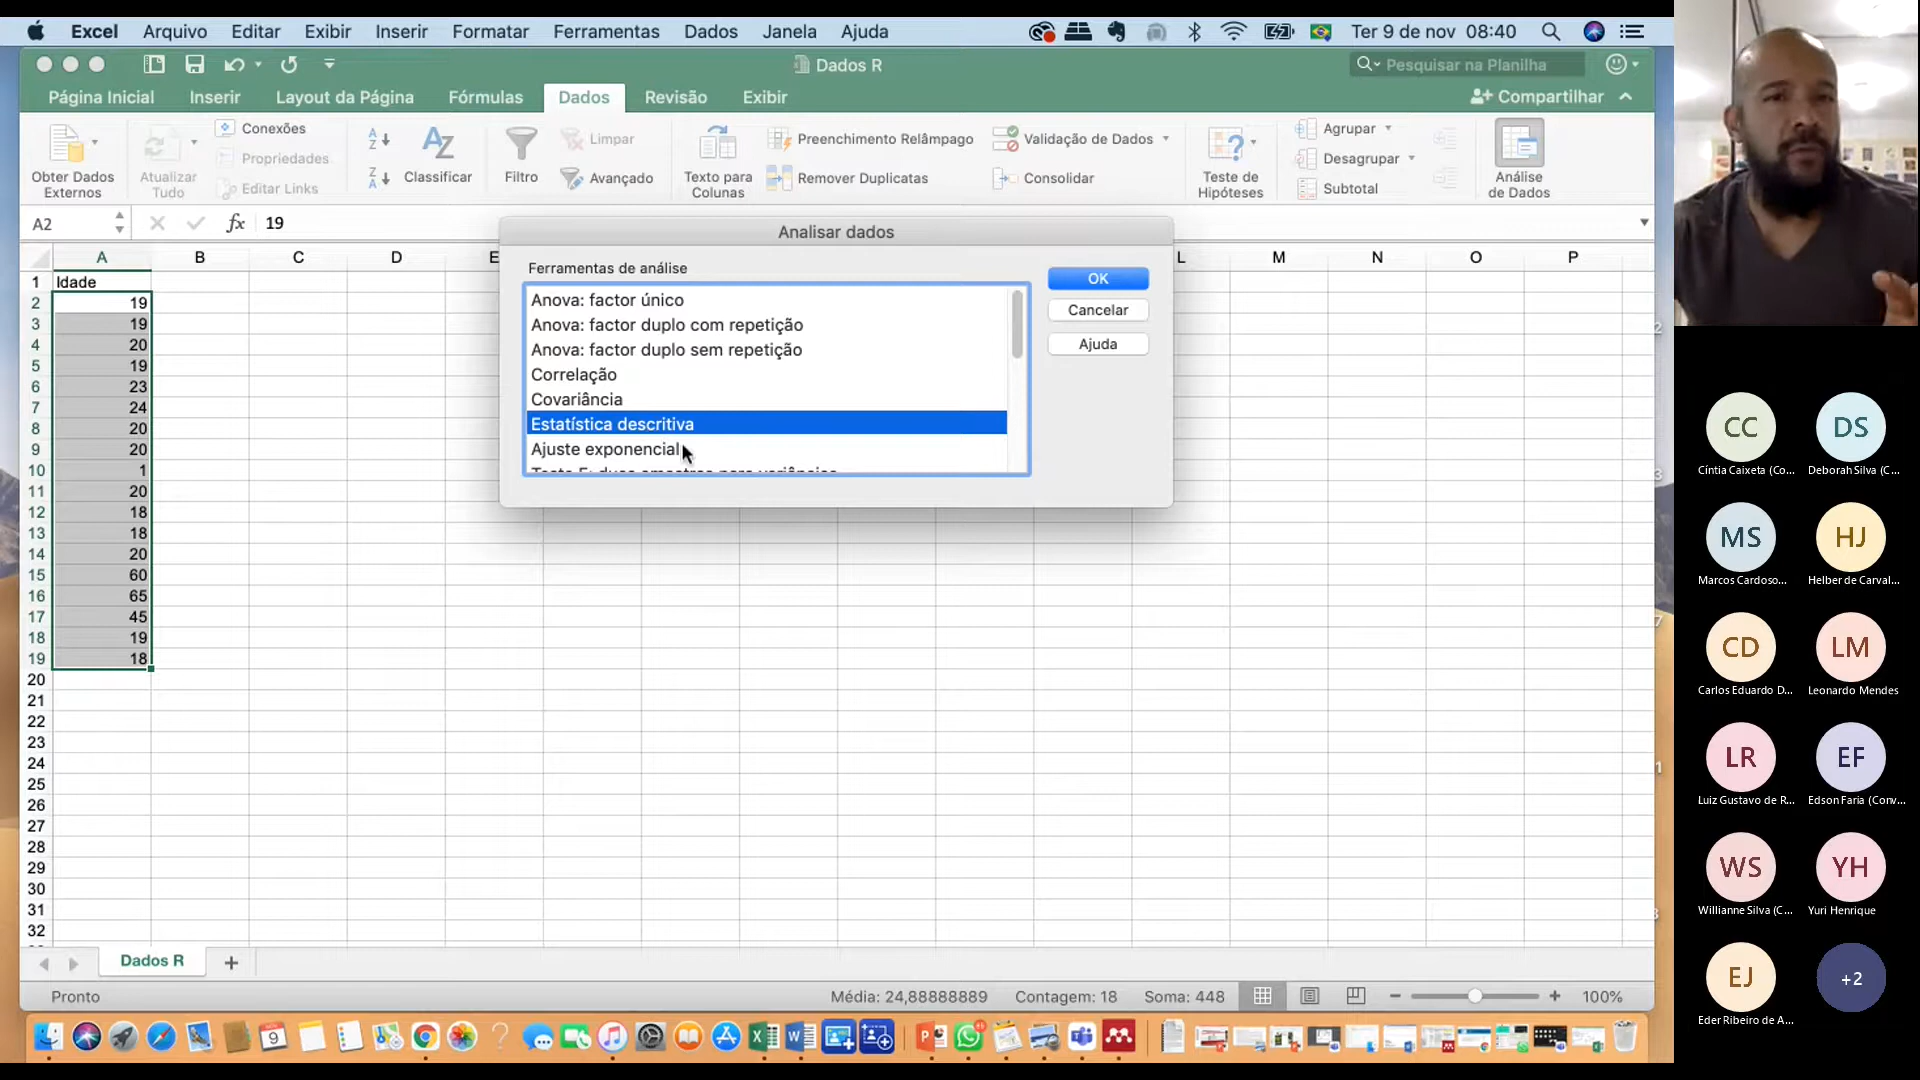 Excel Arquivo Editar Exibir Inserir Formatar Ferramentas Dados Janela Ajuda Ter 9 de nov 08:40
Dados R Pesquisar na Planilha
Página Inicial Inserir Layout da Página Fórmulas Dados Revisão Exibir Compartilhar
Obter Dados Externos
Atualizar Tudo
Conexões
Propriedades
Editar Links
Classificar
Filtro
Limpar
Avançado
Texto para Colunas
Preenchimento Relâmpago
Remover Duplicatas
Validação de Dados
Consolidar
Teste de Hipóteses
Agrupar
Desagrupar
Subtotal
Análise de Dados
A2 fx 19
Analisar dados
Ferramentas de análise
Anova: factor único
Anova: factor duplo com repetição
Anova: factor duplo sem repetição
Correlação
Covariância
Estatística descritiva
Ajuste exponencial
OK
Cancelar
Ajuda
A B C D E L M N O P
1 Idade
2 19
3 19
4 20
5 19
6 23
7 24
8 20
9 20
10 1
11 20
12 18
13 18
14 20
15 60
16 65
17 45
18 19
19 18
20
21
22
23
24
25
26
27
28
29
30
31
32
Dados R
Pronto Média: 24,88888889 Contagem: 18 Soma: 448 100%
CC DS
Cíntia Caixeta (Co... Deborah Silva (C...
MS HJ
Marcos Cardoso... Helber de Carval...
CD LM
Carlos Eduardo D... Leonardo Mendes
LR EF
Luiz Gustavo de R... Edson Faria (Conv...
WS YH
Willianne Silva (C... Yuri Henrique
EJ +2
Eder Ribeiro de A...